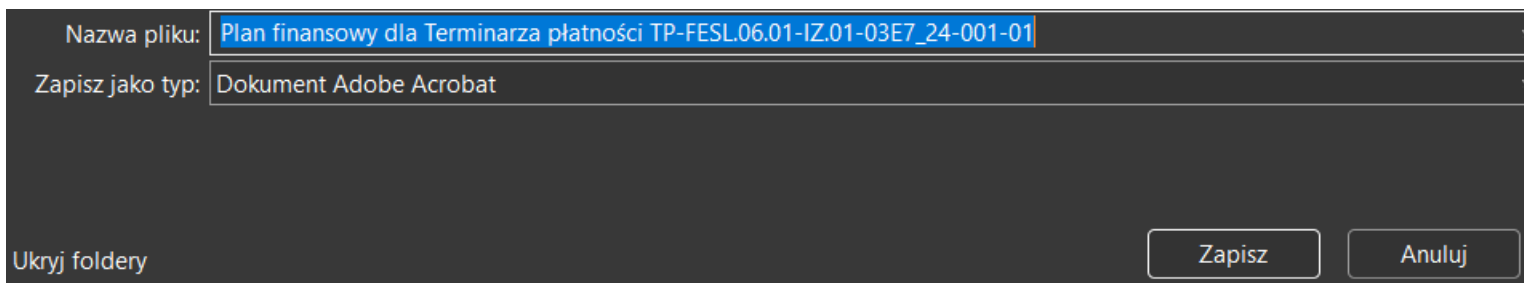 Nazwa pliku: Plan finansowy dla Terminarza płatności TP-FESL.06.01-IZ.01-03E7_24-001-01
Zapisz jako typ: Dokument Adobe Acrobat
Ukryj foldery
Zapisz
Anuluj